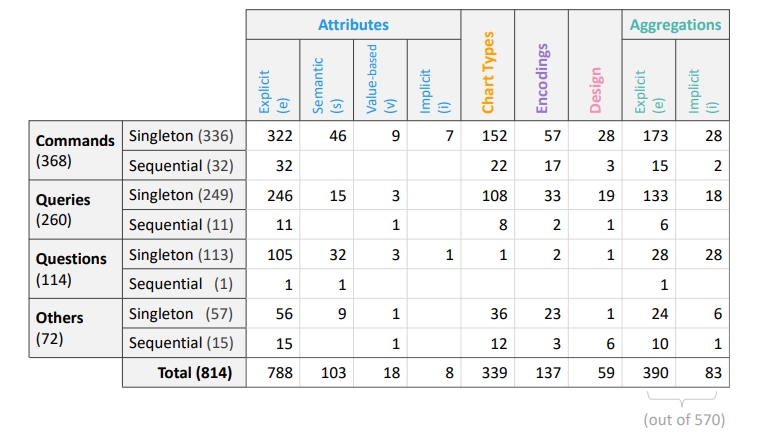 Attributes Chart Types Encodings Design Aggregations
Explicit (e) Semantic (s) Value-based (v) Implicit (i) Explicit (e) Implicit (i)
Commands (368) Singleton (336) 322 46 9 7 152 57 28 173 28
Sequential (32) 32 22 17 3 15 2
Queries (260) Singleton (249) 246 15 3 108 33 19 133 18
Sequential (11) 11 1 8 2 1 6
Questions (114) Singleton (113) 105 32 3 1 1 2 1 28 28
Sequential (1) 1 1 1
Others (72) Singleton (57) 56 9 1 36 23 1 24 6
Sequential (15) 15 1 12 3 6 10 1
Total (814) 788 103 18 8 339 137 59 390 83
(out of 570)